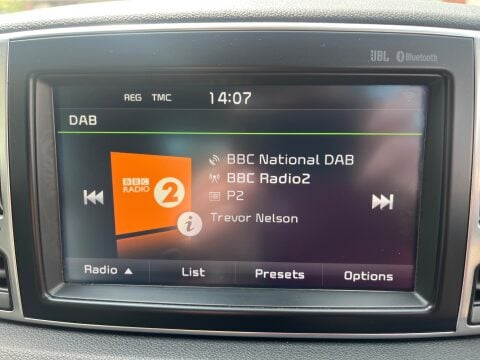 JBL Bluetooth
REG TMC 14:07
DAB
BBC National DAB
BBC Radio2
P2
Trevor Nelson
BBC
RADIO 2
i
Radio ▲ List Presets Options